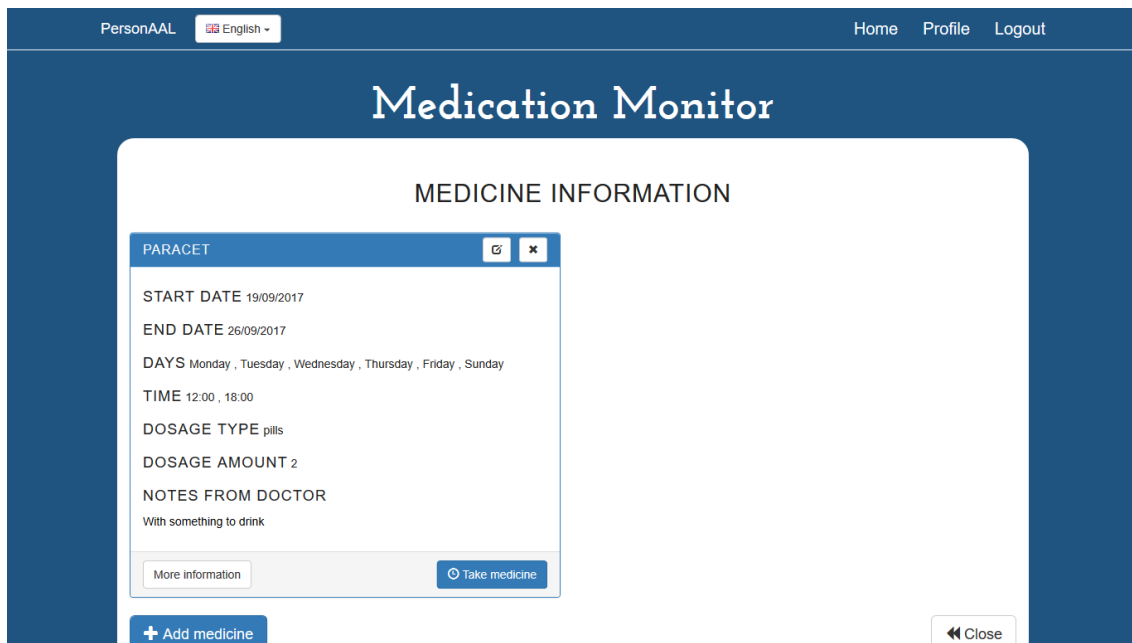 PersonAAL English Home Profile Logout
Medication Monitor
MEDICINE INFORMATION
PARACET
START DATE 19/09/2017
END DATE 26/09/2017
DAYS Monday , Tuesday , Wednesday , Thursday , Friday , Sunday
TIME 12:00 , 18:00
DOSAGE TYPE pills
DOSAGE AMOUNT 2
NOTES FROM DOCTOR
With something to drink
More information Take medicine
Add medicine Close